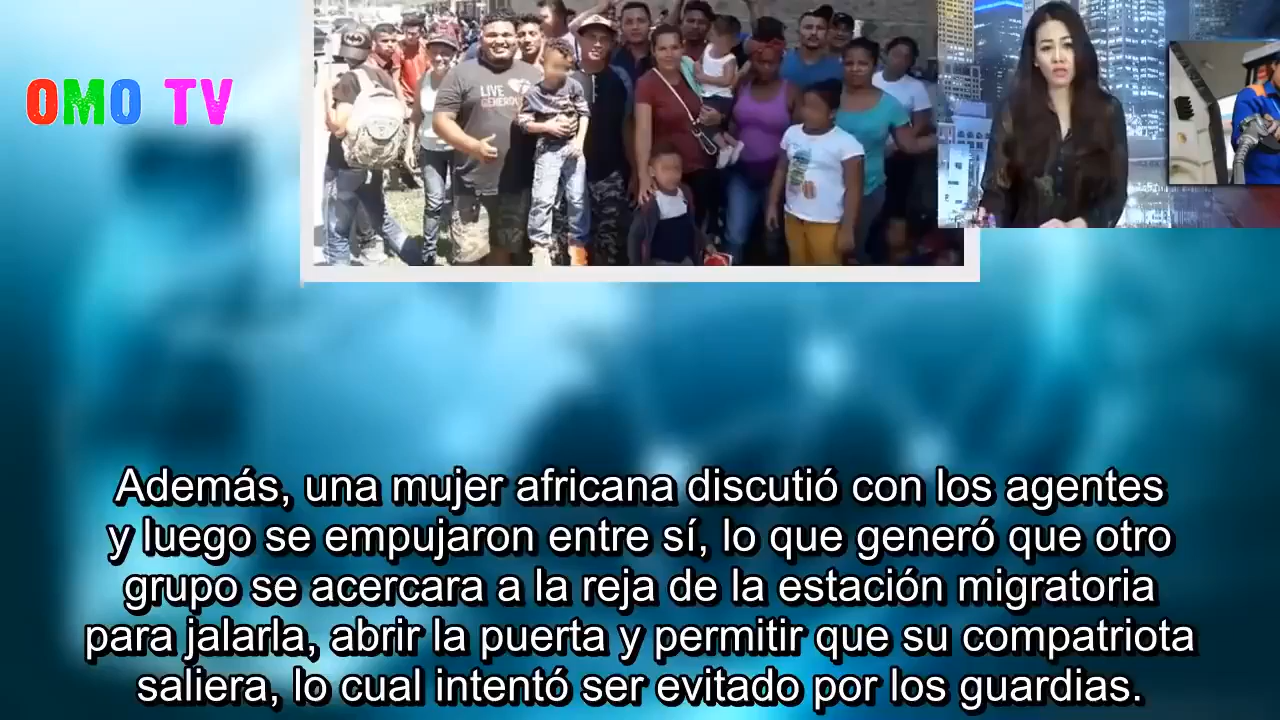 OMO TV
LIVE
GENEROUS
Además, una mujer africana discutió con los agentes
y luego se empujaron entre sí, lo que generó que otro
grupo se acercara a la reja de la estación migratoria
para jalarla, abrir la puerta y permitir que su compatriota
saliera, lo cual intentó ser evitado por los guardias.